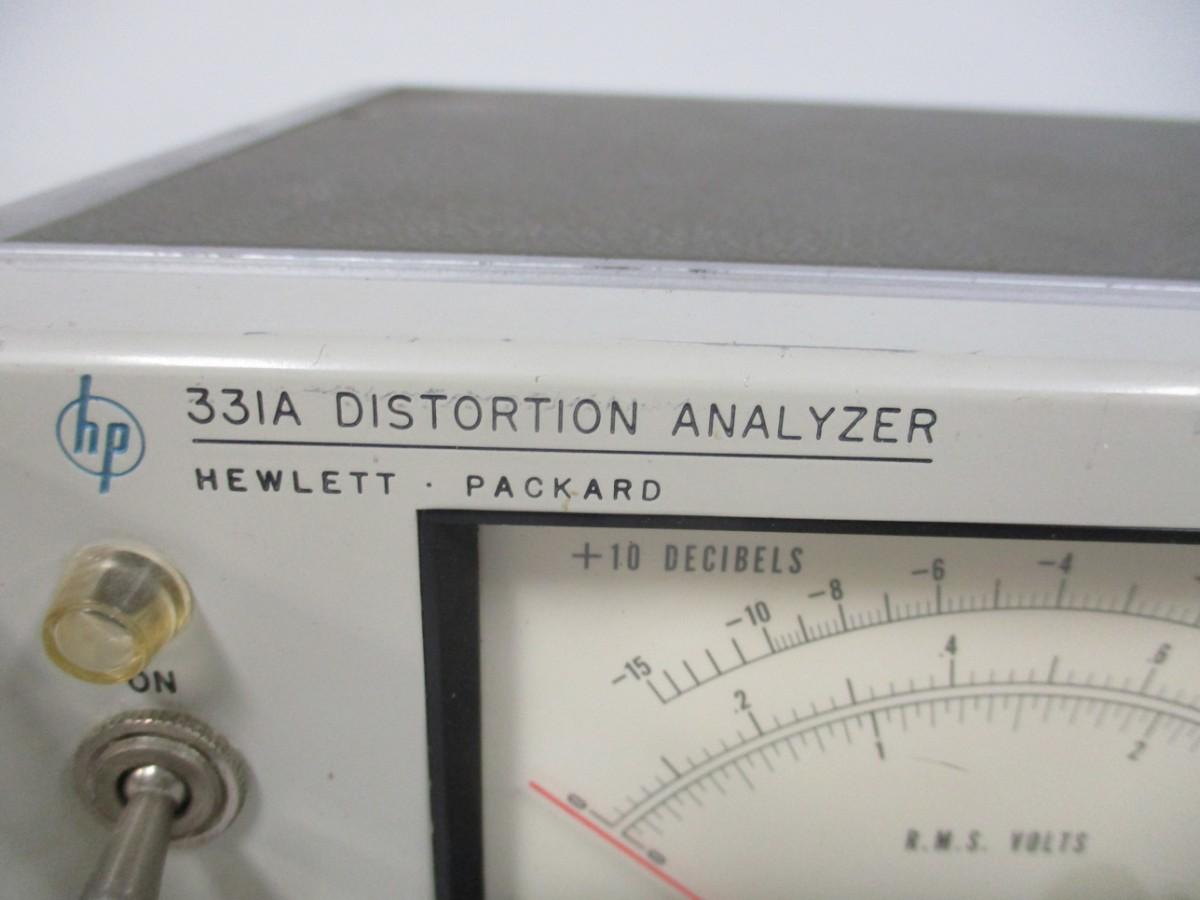 hp
331A DISTORTION ANALYZER
HEWLETT · PACKARD
+10 DECIBELS
-15 -10 -8 -6 -4
ON
.2 .4 .6
0 1 2
0
R.M.S. VOLTS